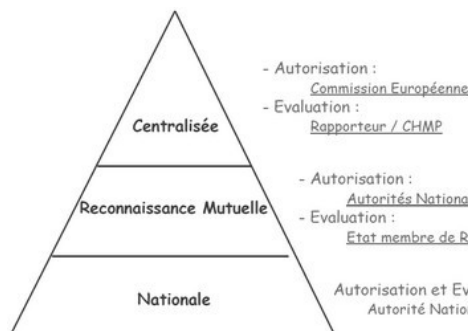 - Autorisation :
Commission Européenne
- Evaluation :
Rapporteur / CHMP
Centralisée
- Autorisation :
Autorités Nationa
- Evaluation :
Etat membre de R
Reconnaissance Mutuelle
Autorisation et Ev
Autorité Nation
Nationale